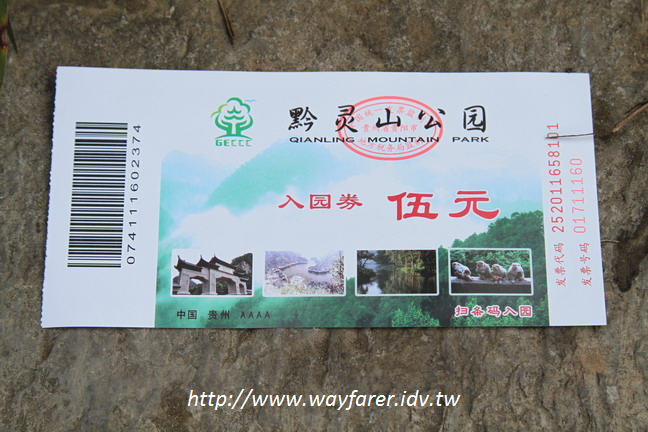 0741111602374
GECCC
黔灵山公园
QIANLING MOUNTAIN PARK
入园券 伍元
中国 贵州 AAAA
扫条码入园
发票代码 252011658101
发票号码 01711160
http://www.wayfarer.idv.tw